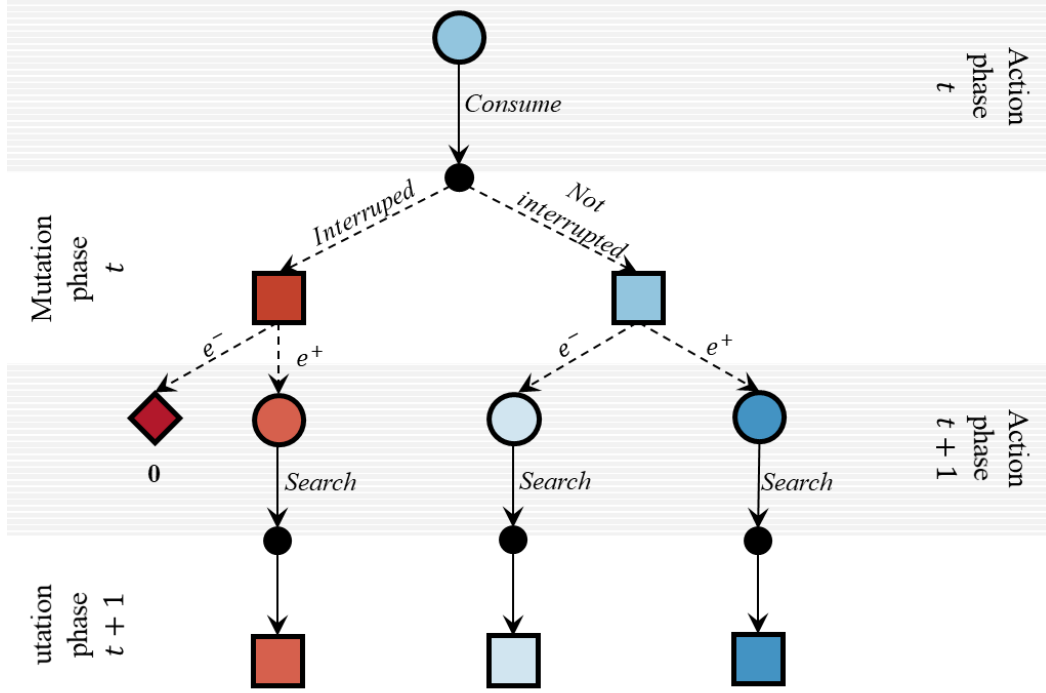 Action
phase
t
Consume
Interruped
Not
interrupted
Mutation
phase
t
e⁻
e⁺
e⁻
e⁺
0
Search
Search
Search
Action
phase
t + 1
utation
phase
t + 1